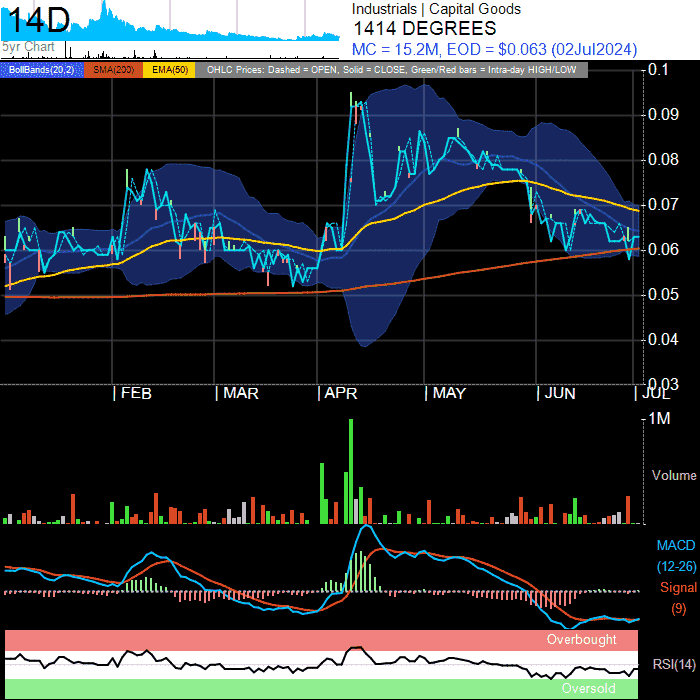 14D
Industrials | Capital Goods
1414 DEGREES
MC = 15.2M, EOD = $0.063 (02Jul2024)
5yr Chart
BollBands(20,2) SMA(200) EMA(50) OHLC Prices: Dashed = OPEN, Solid = CLOSE, Green/Red bars = Intra-day HIGH/LOW
0.1
0.09
0.08
0.07
0.06
0.05
0.04
0.03
FEB MAR APR MAY JUN JUL
1M
Volume
MACD
(12-26)
Signal
(9)
Overbought
RSI(14)
Oversold